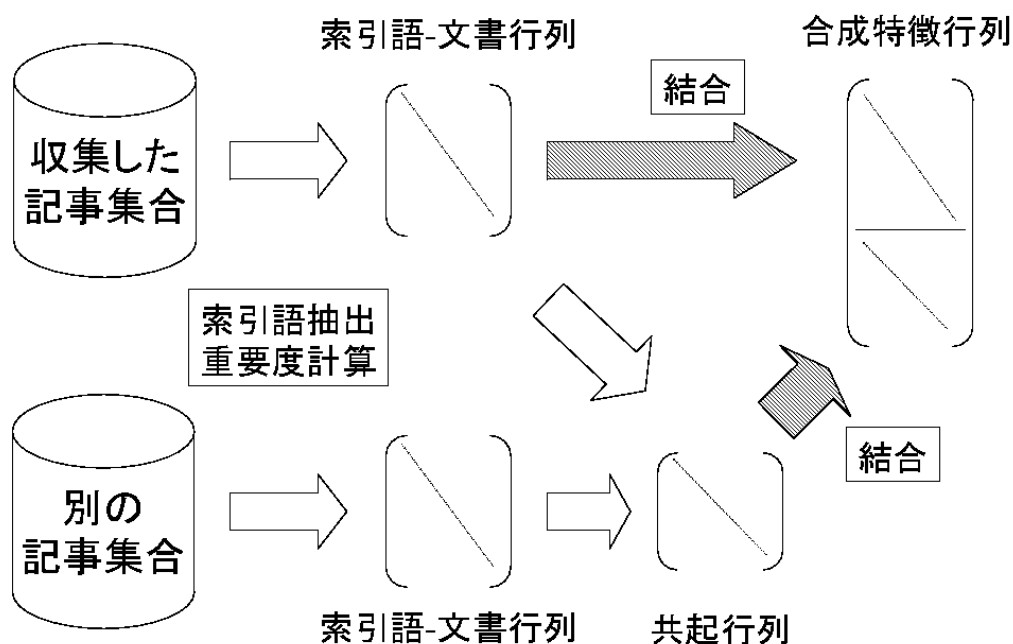 索引語-文書行列
合成特徴行列
結合
収集した
記事集合
索引語抽出
重要度計算
結合
別の
記事集合
索引語-文書行列
共起行列